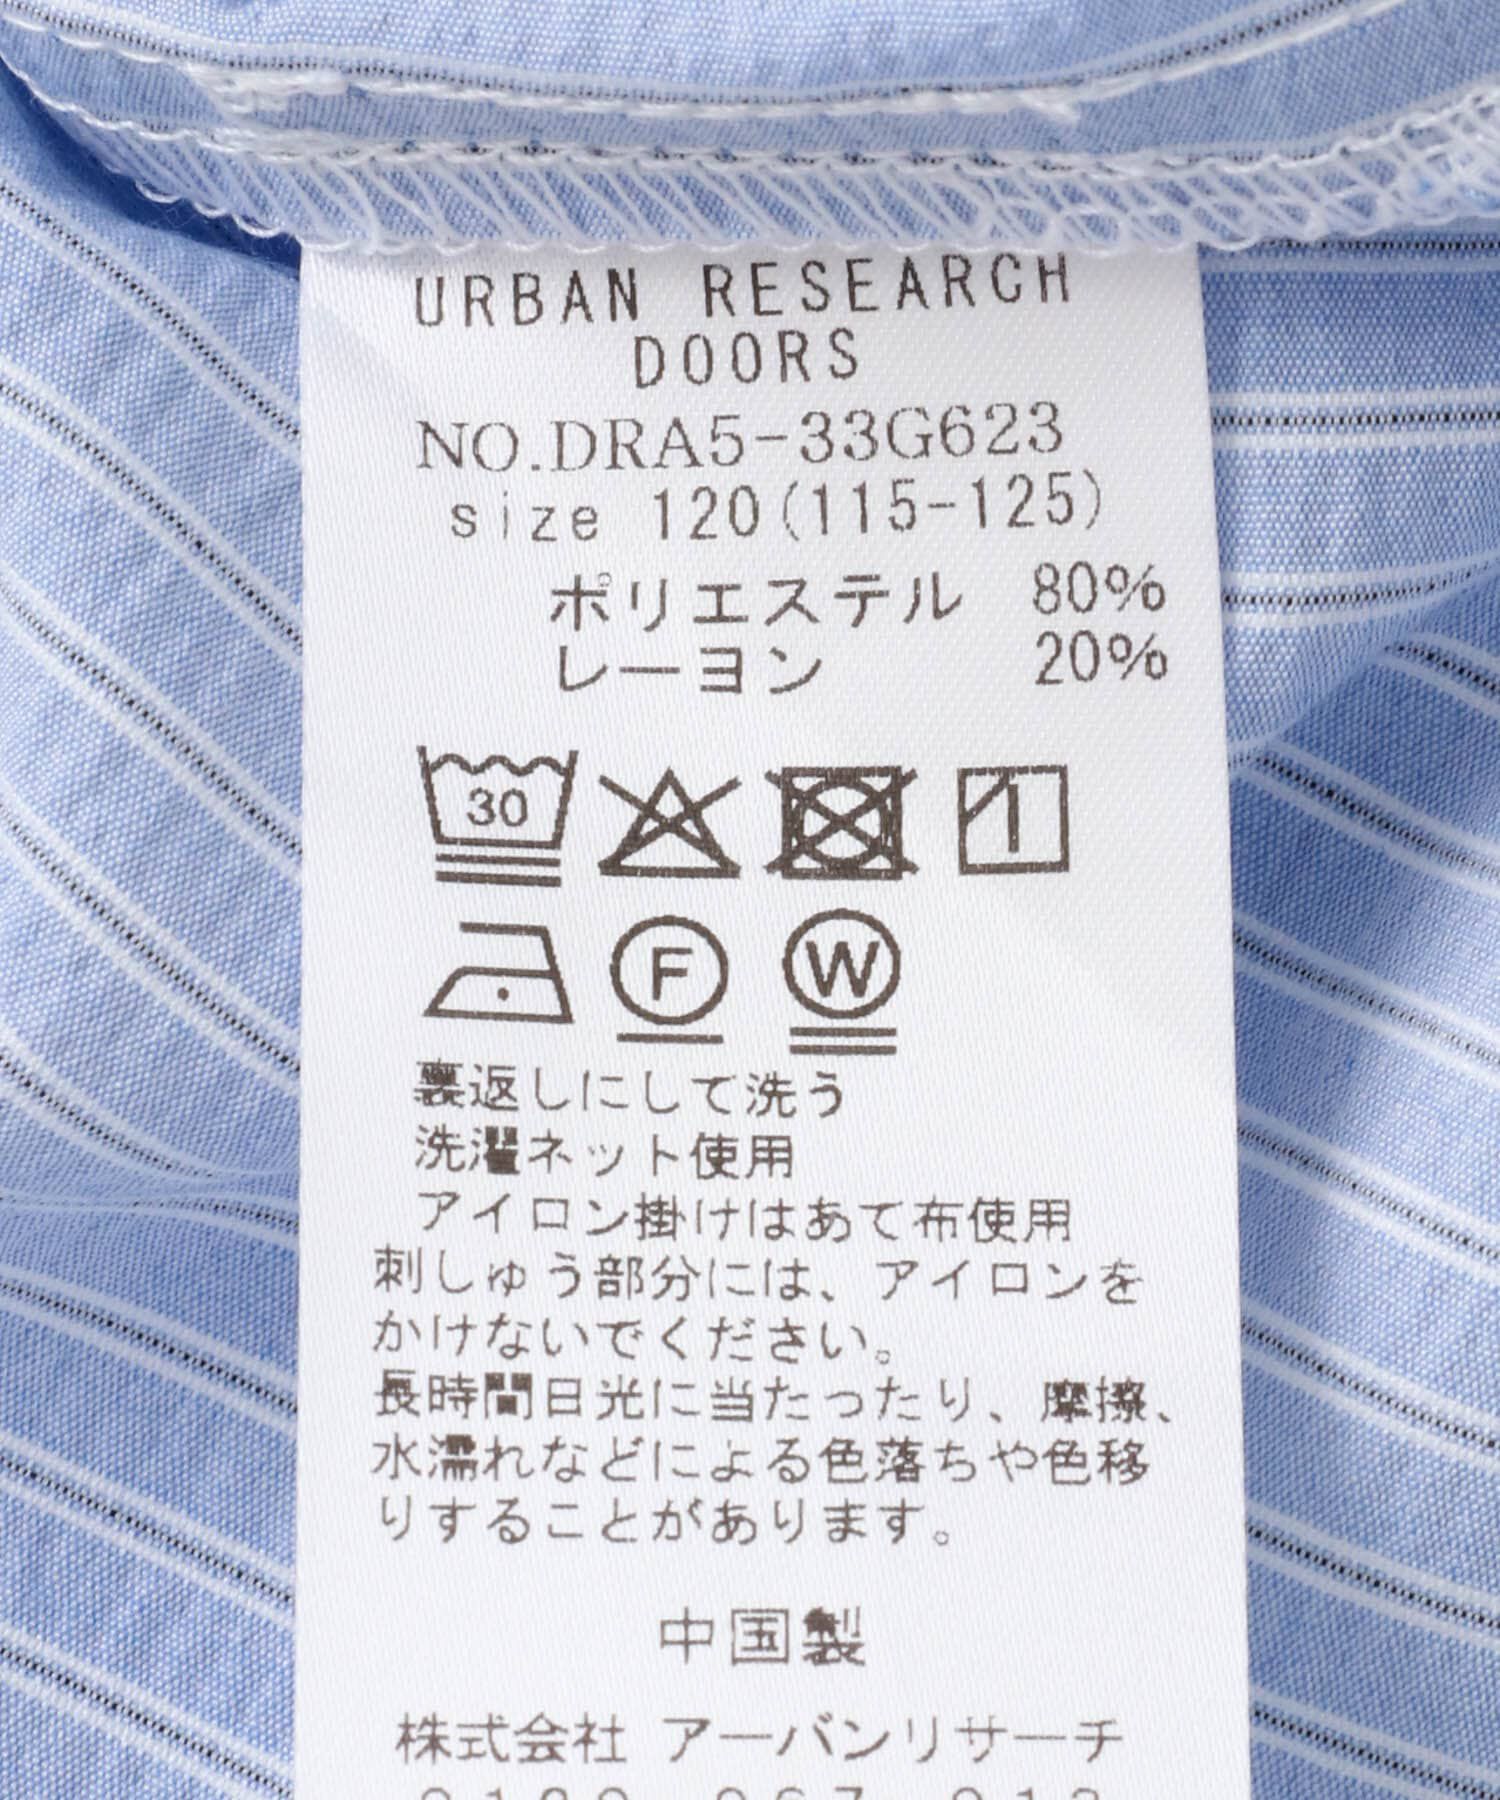 URBAN RESEARCH
DOORS
NO.DRA5-33G623
size 120(115-125)
ポリエステル 80%
レーヨン 20%
30
F W
裏返しにして洗う
洗濯ネット使用
アイロン掛けはあて布使用
刺しゅう部分には、アイロンを
かけないでください。
長時間日光に当たったり、摩擦、
水濡れなどによる色落ちや色移
りすることがあります。
中国製
株式会社 アーバンリサーチ